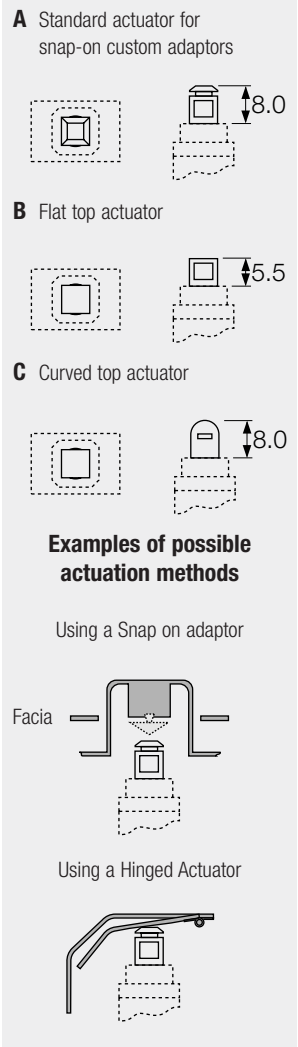 A Standard actuator for
snap-on custom adaptors
8.0
B Flat top actuator
5.5
C Curved top actuator
8.0
Examples of possible
actuation methods
Using a Snap on adaptor
Facia
Using a Hinged Actuator